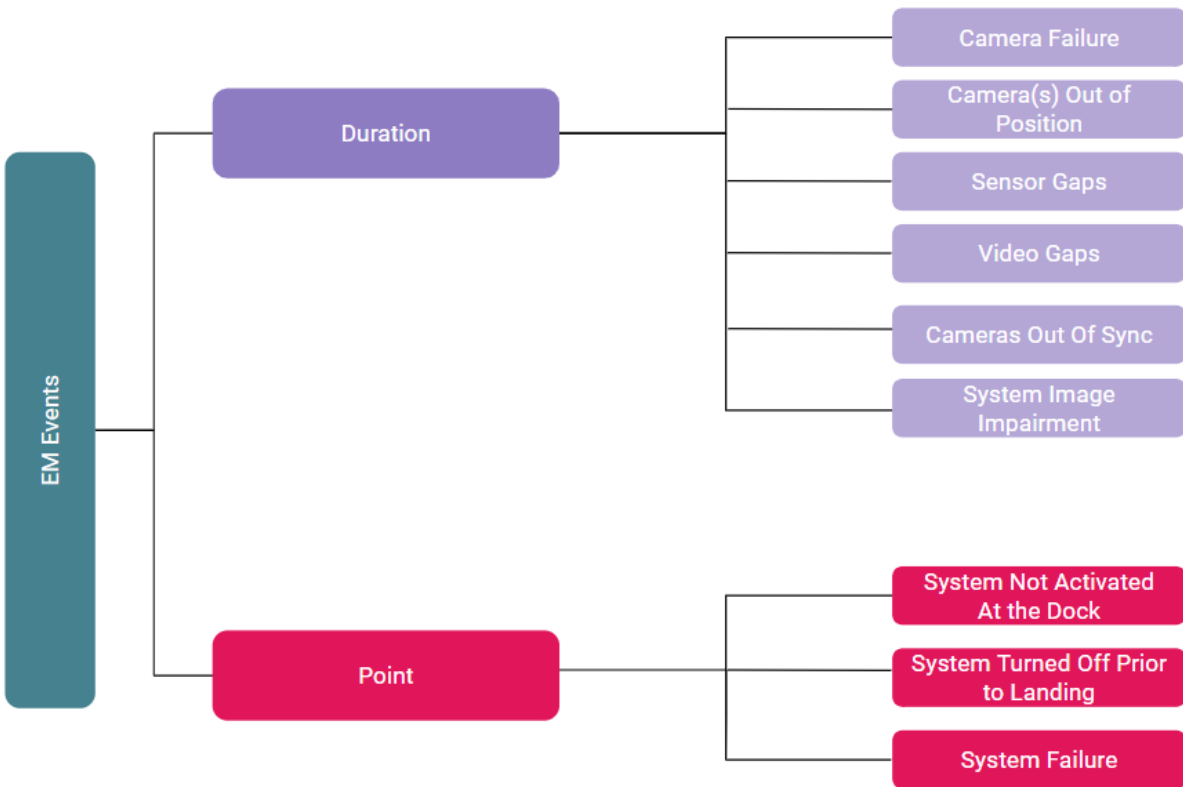 EM Events
Duration
Camera Failure
Camera(s) Out of
Position
Sensor Gaps
Video Gaps
Cameras Out Of Sync
System Image
Impairment
Point
System Not Activated
At the Dock
System Turned Off Prior
to Landing
System Failure